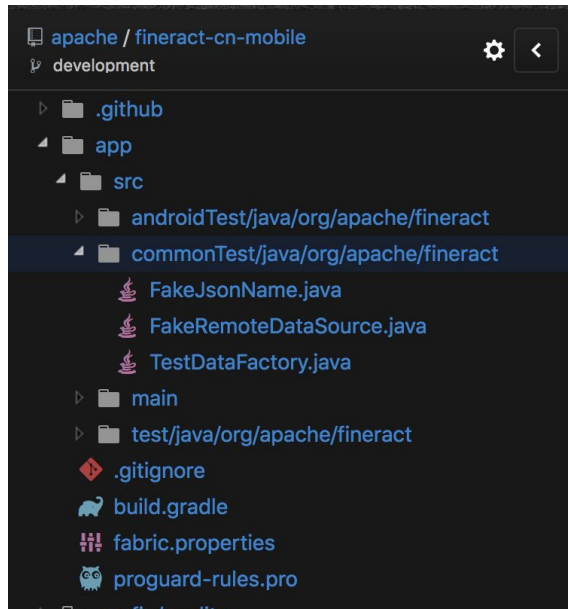 apache / fineract-cn-mobile
development
.github
app
src
androidTest/java/org/apache/fineract
commonTest/java/org/apache/fineract
FakeJsonName.java
FakeRemoteDataSource.java
TestDataFactory.java
main
test/java/org/apache/fineract
.gitignore
build.gradle
fabric.properties
proguard-rules.pro